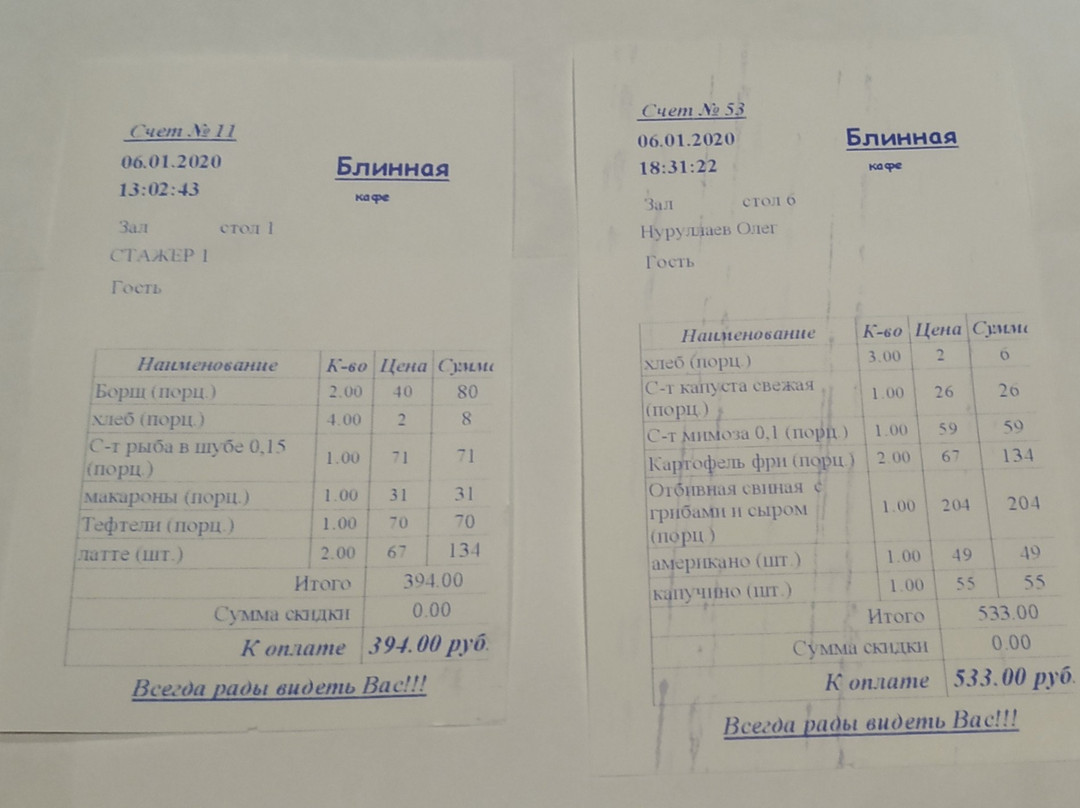 Счет № 11
06.01.2020
13:02:43
Блинная
кафе
Зал стол 1
СТАЖЕР 1
Гость
Наименование К-во Цена Сумма
Борщ (порц.) 2.00 40 80
хлеб (порц.) 4.00 2 8
С-т рыба в шубе 0,15
(порц.) 1.00 71 71
макароны (порц.) 1.00 31 31
Тефтели (порц.) 1.00 70 70
латте (шт.) 2.00 67 134
Итого 394.00
Сумма скидки 0.00
К оплате 394.00 руб.
Всегда рады видеть Вас!!!
Счет № 53
06.01.2020
18:31:22
Блинная
кафе
Зал стол 6
Нуруллаев Олег
Гость
Наименование К-во Цена Сумма
хлеб (порц.) 3.00 2 6
С-т капуста свежая
(порц.) 1.00 26 26
С-т мимоза 0,1 (порц.) 1.00 59 59
Картофель фри (порц.) 2.00 67 134
Отбивная свиная с
грибами и сыром 1.00 204 204
(порц.)
американо (шт.) 1.00 49 49
капучино (шт.) 1.00 55 55
Итого 533.00
Сумма скидки 0.00
К оплате 533.00 руб.
Всегда рады видеть Вас!!!